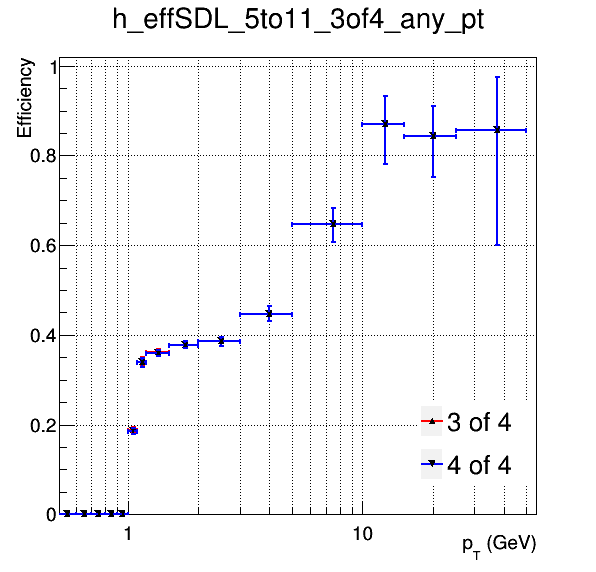 h_effSDL_5to11_3of4_any_pt
Efficiency
1
0.8
0.6
0.4
0.2
0
3 of 4
4 of 4
1
10
p_T (GeV)